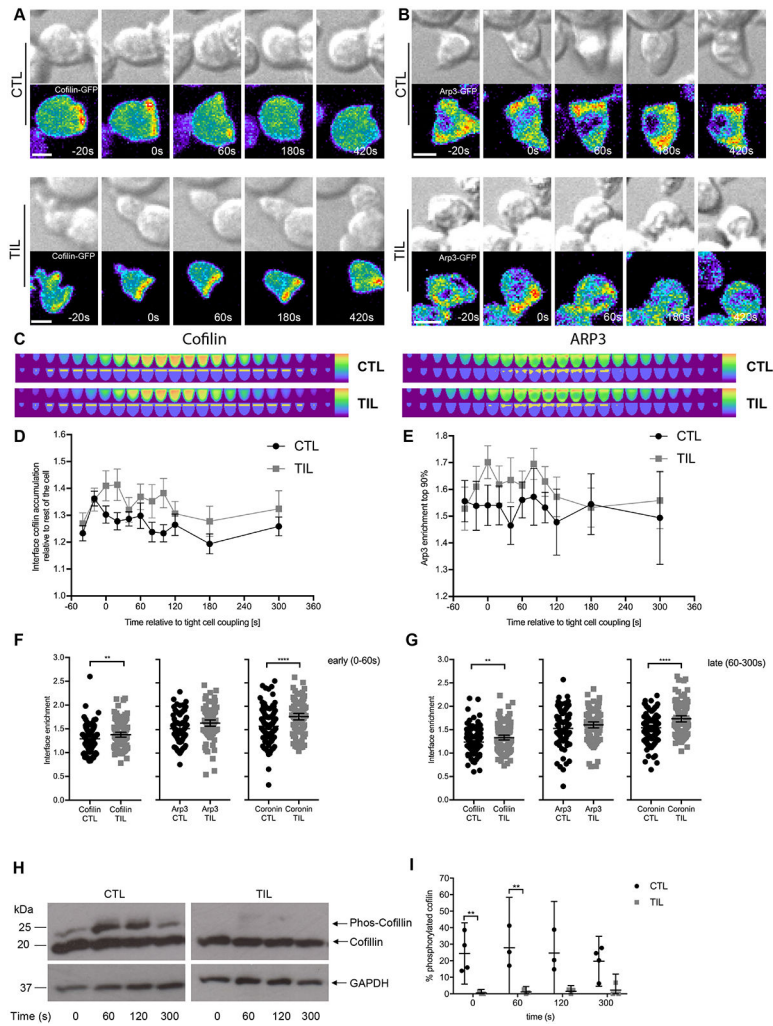 A
B
CTL
Cofilin-GFP
-20s 0s 60s 180s 420s
CTL
Arp3-GFP
-20s 0s 60s 180s 420s
TIL
Cofilin-GFP
-20s 0s 60s 180s 420s
TIL
Arp3-GFP
-20s 0s 60s 180s 420s
C
Cofilin
ARP3
CTL
TIL
CTL
TIL
D
Interface cofilin accumulation
relative to rest of the cell
1.6
1.5
1.4
1.3
1.2
1.1
1.0
CTL
TIL
-60 0 60 120 180 240 300 360
Time relative to tight cell coupling [s]
E
Arp3 enrichment top 90%
1.8
1.7
1.6
1.5
1.4
1.3
1.2
CTL
TIL
-60 0 60 120 180 240 300 360
Time relative to tight cell coupling [s]
F
early (0-60s)
Interface enrichment
3.0
2.5
2.0
1.5
1.0
0.5
0.0
**
****
Cofilin Cofilin Arp3 Arp3 Coronin Coronin
CTL TIL CTL TIL CTL TIL
G
late (60-300s)
Interface enrichment
3.0
2.5
2.0
1.5
1.0
0.5
0.0
**
****
Cofilin Cofilin Arp3 Arp3 Coronin Coronin
CTL TIL CTL TIL CTL TIL
H
CTL TIL
kDa
25
20
37
Phos-Cofillin
Cofillin
GAPDH
Time (s) 0 60 120 300 0 60 120 300
I
% phosphorylated cofilin
70
60
50
40
30
20
10
0
**
**
CTL
TIL
0 60 120 300
time (s)